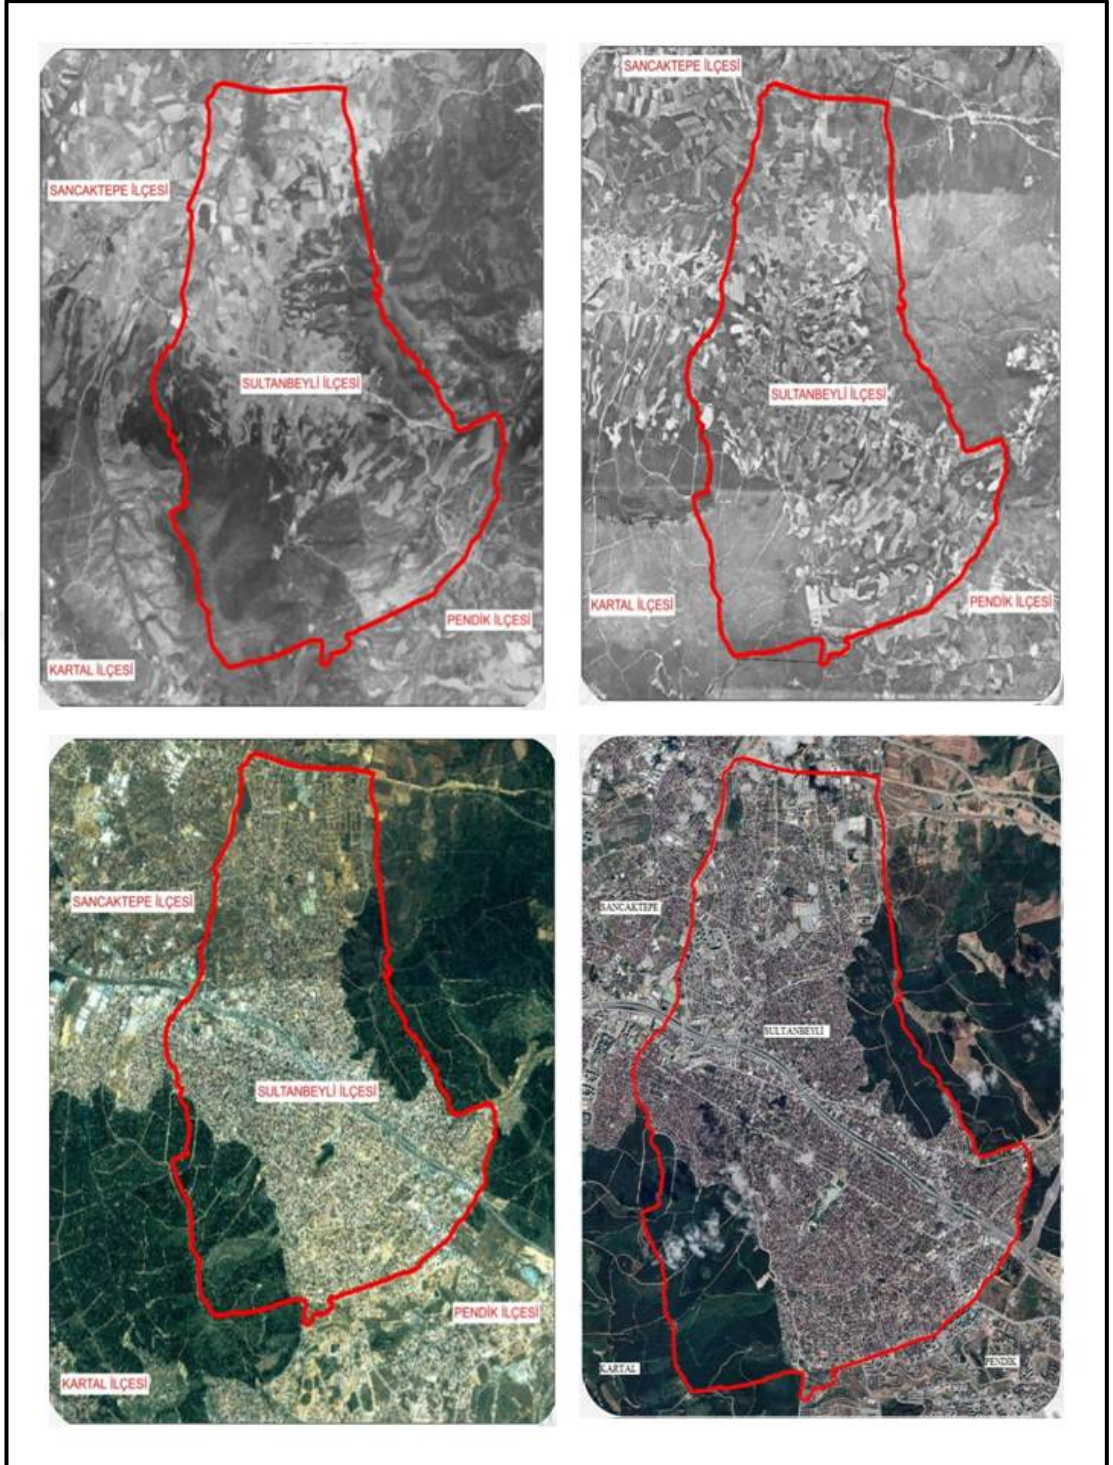 SANCAKTEPE İLÇESİ
SULTANBEYLİ İLÇESİ
PENDİK İLÇESİ
KARTAL İLÇESİ
SANCAKTEPE İLÇESİ
SULTANBEYLİ İLÇESİ
KARTAL İLÇESİ
PENDİK İLÇESİ
SANCAKTEPE İLÇESİ
SULTANBEYLİ İLÇESİ
PENDİK İLÇESİ
KARTAL İLÇESİ
SANCAKTEPE
SULTANBEYLİ
PENDİK
KARTAL